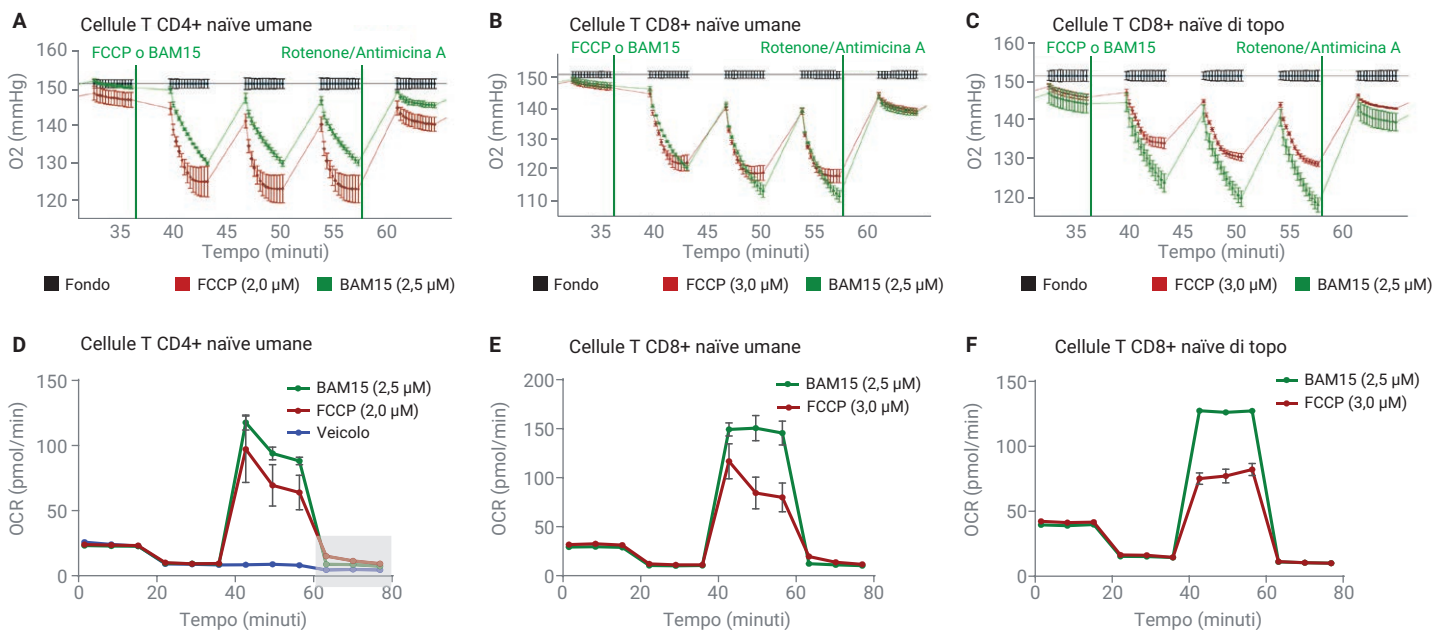 A Cellule T CD4+ naïve umane
FCCP o BAM15
Rotenone/Antimicina A
O2 (mmHg)
160
150
140
130
120
35 40 45 50 55 60
Tempo (minuti)
Fondo FCCP (2,0 µM) BAM15 (2,5 µM)
B Cellule T CD8+ naïve umane
FCCP o BAM15
Rotenone/Antimicina A
O2 (mmHg)
150
140
130
120
110
35 40 45 50 55 60
Tempo (minuti)
Fondo FCCP (3,0 µM) BAM15 (2,5 µM)
C Cellule T CD8+ naïve di topo
FCCP o BAM15
Rotenone/Antimicina A
O2 (mmHg)
160
150
140
130
120
35 40 45 50 55 60
Tempo (minuti)
Fondo FCCP (3,0 µM) BAM15 (2,5 µM)
D Cellule T CD4+ naïve umane
BAM15 (2,5 µM)
FCCP (2,0 µM)
Veicolo
OCR (pmol/min)
150
100
50
0
0 20 40 60 80
Tempo (minuti)
E Cellule T CD8+ naïve umane
BAM15 (2,5 µM)
FCCP (3,0 µM)
OCR (pmol/min)
200
150
100
50
0
0 20 40 60 80
Tempo (minuti)
F Cellule T CD8+ naïve di topo
BAM15 (2,5 µM)
FCCP (3,0 µM)
OCR (pmol/min)
150
100
50
0
0 20 40 60 80
Tempo (minuti)